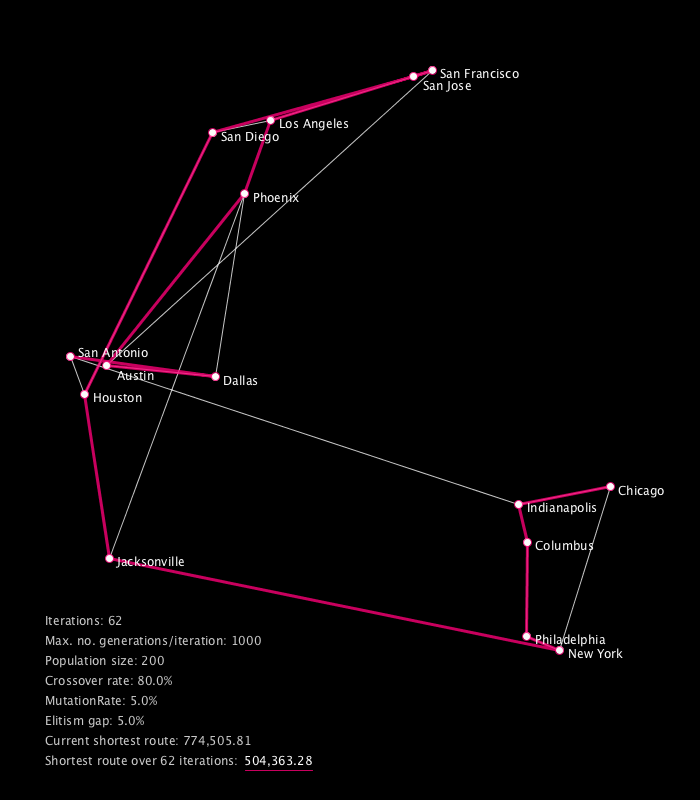 San Francisco
San Jose
Los Angeles
San Diego
Phoenix
San Antonio
Austin
Dallas
Houston
Chicago
Indianapolis
Columbus
Jacksonville
Philadelphia
New York
Iterations: 62
Max. no. generations/iteration: 1000
Population size: 200
Crossover rate: 80.0%
MutationRate: 5.0%
Elitism gap: 5.0%
Current shortest route: 774,505.81
Shortest route over 62 iterations: 504,363.28